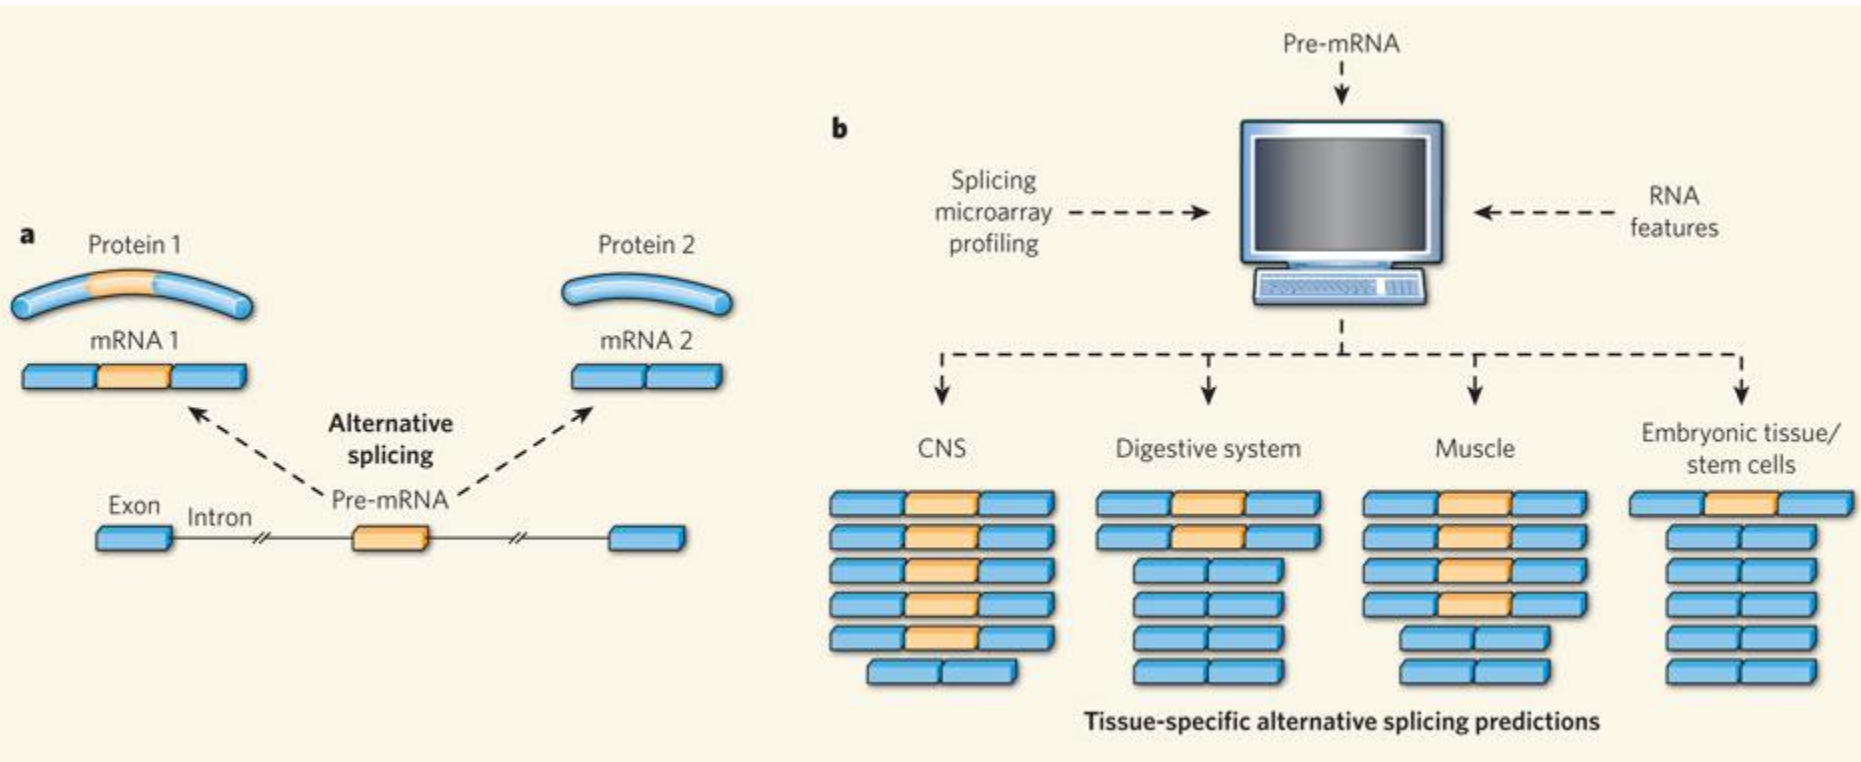 a
Protein 1
mRNA 1
Protein 2
mRNA 2
Alternative
splicing
Pre-mRNA
Exon
Intron
b
Pre-mRNA
Splicing
microarray
profiling
RNA
features
CNS
Digestive system
Muscle
Embryonic tissue/
stem cells
Tissue-specific alternative splicing predictions